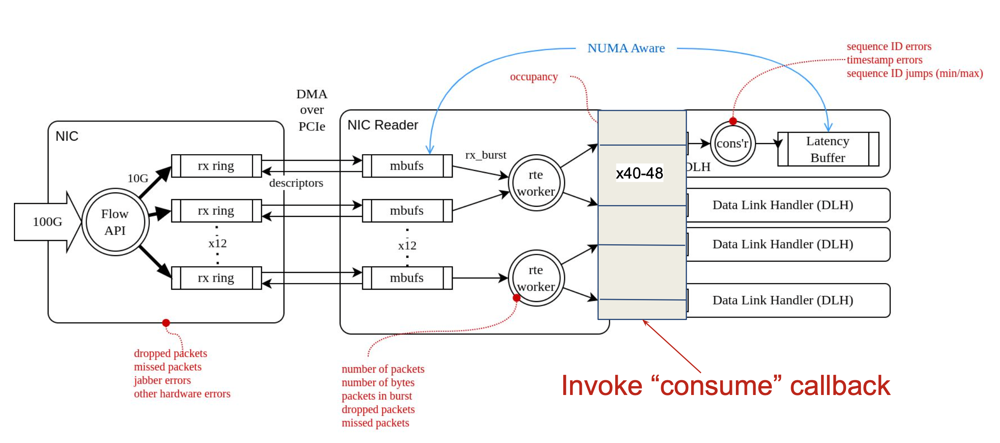 NUMA Aware
sequence ID errors
timestamp errors
sequence ID jumps (min/max)
occupancy
DMA
over
PCIe
NIC
NIC Reader
10G
100G
Flow
API
rx ring
rx ring
x12
rx ring
descriptors
mbufs
mbufs
x12
mbufs
rx_burst
rte
worker
rte
worker
x40-48
cons'r
Latency
Buffer
DLH
Data Link Handler (DLH)
Data Link Handler (DLH)
Data Link Handler (DLH)
dropped packets
missed packets
jabber errors
other hardware errors
number of packets
number of bytes
packets in burst
dropped packets
missed packets
Invoke “consume” callback